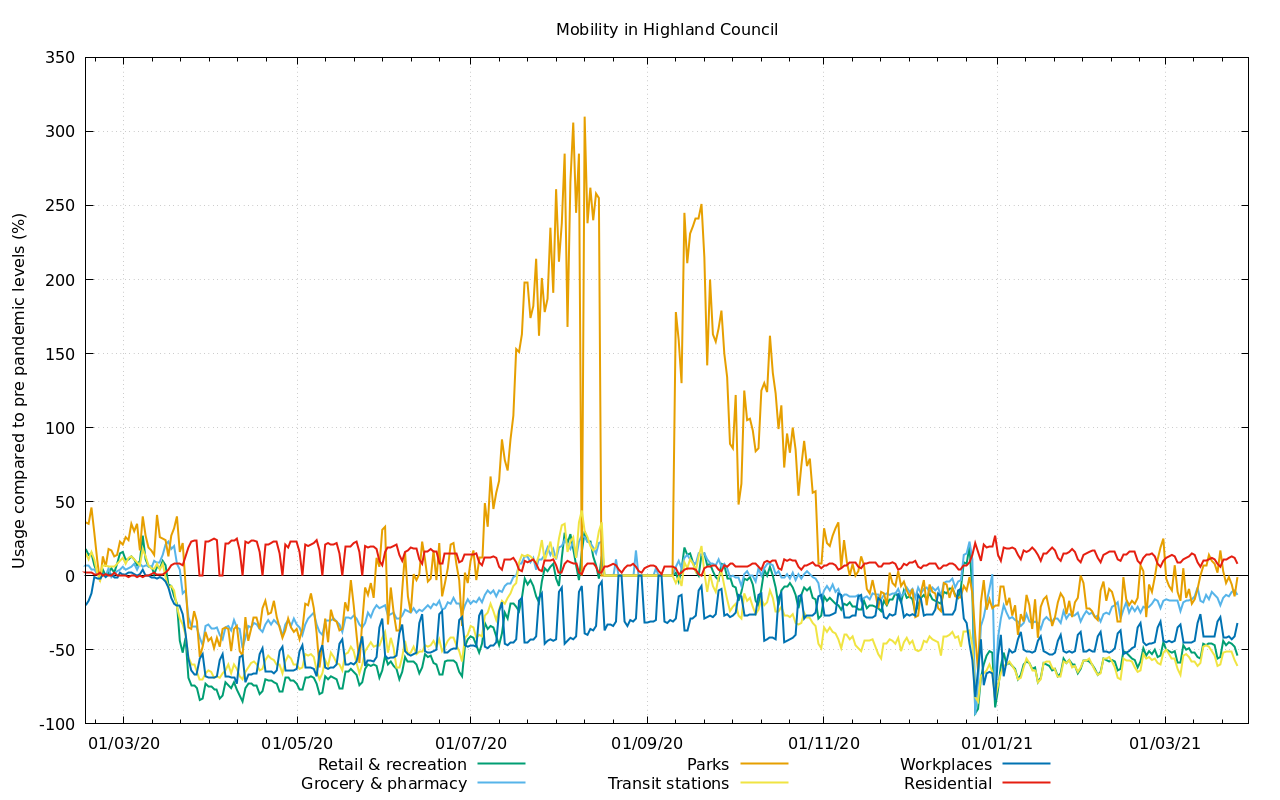 Mobility in Highland Council
Usage compared to pre pandemic levels (%)
350
300
250
200
150
100
50
0
-50
-100
01/03/20 01/05/20 01/07/20 01/09/20 01/11/20 01/01/21 01/03/21
Retail & recreation Parks Workplaces
Grocery & pharmacy Transit stations Residential